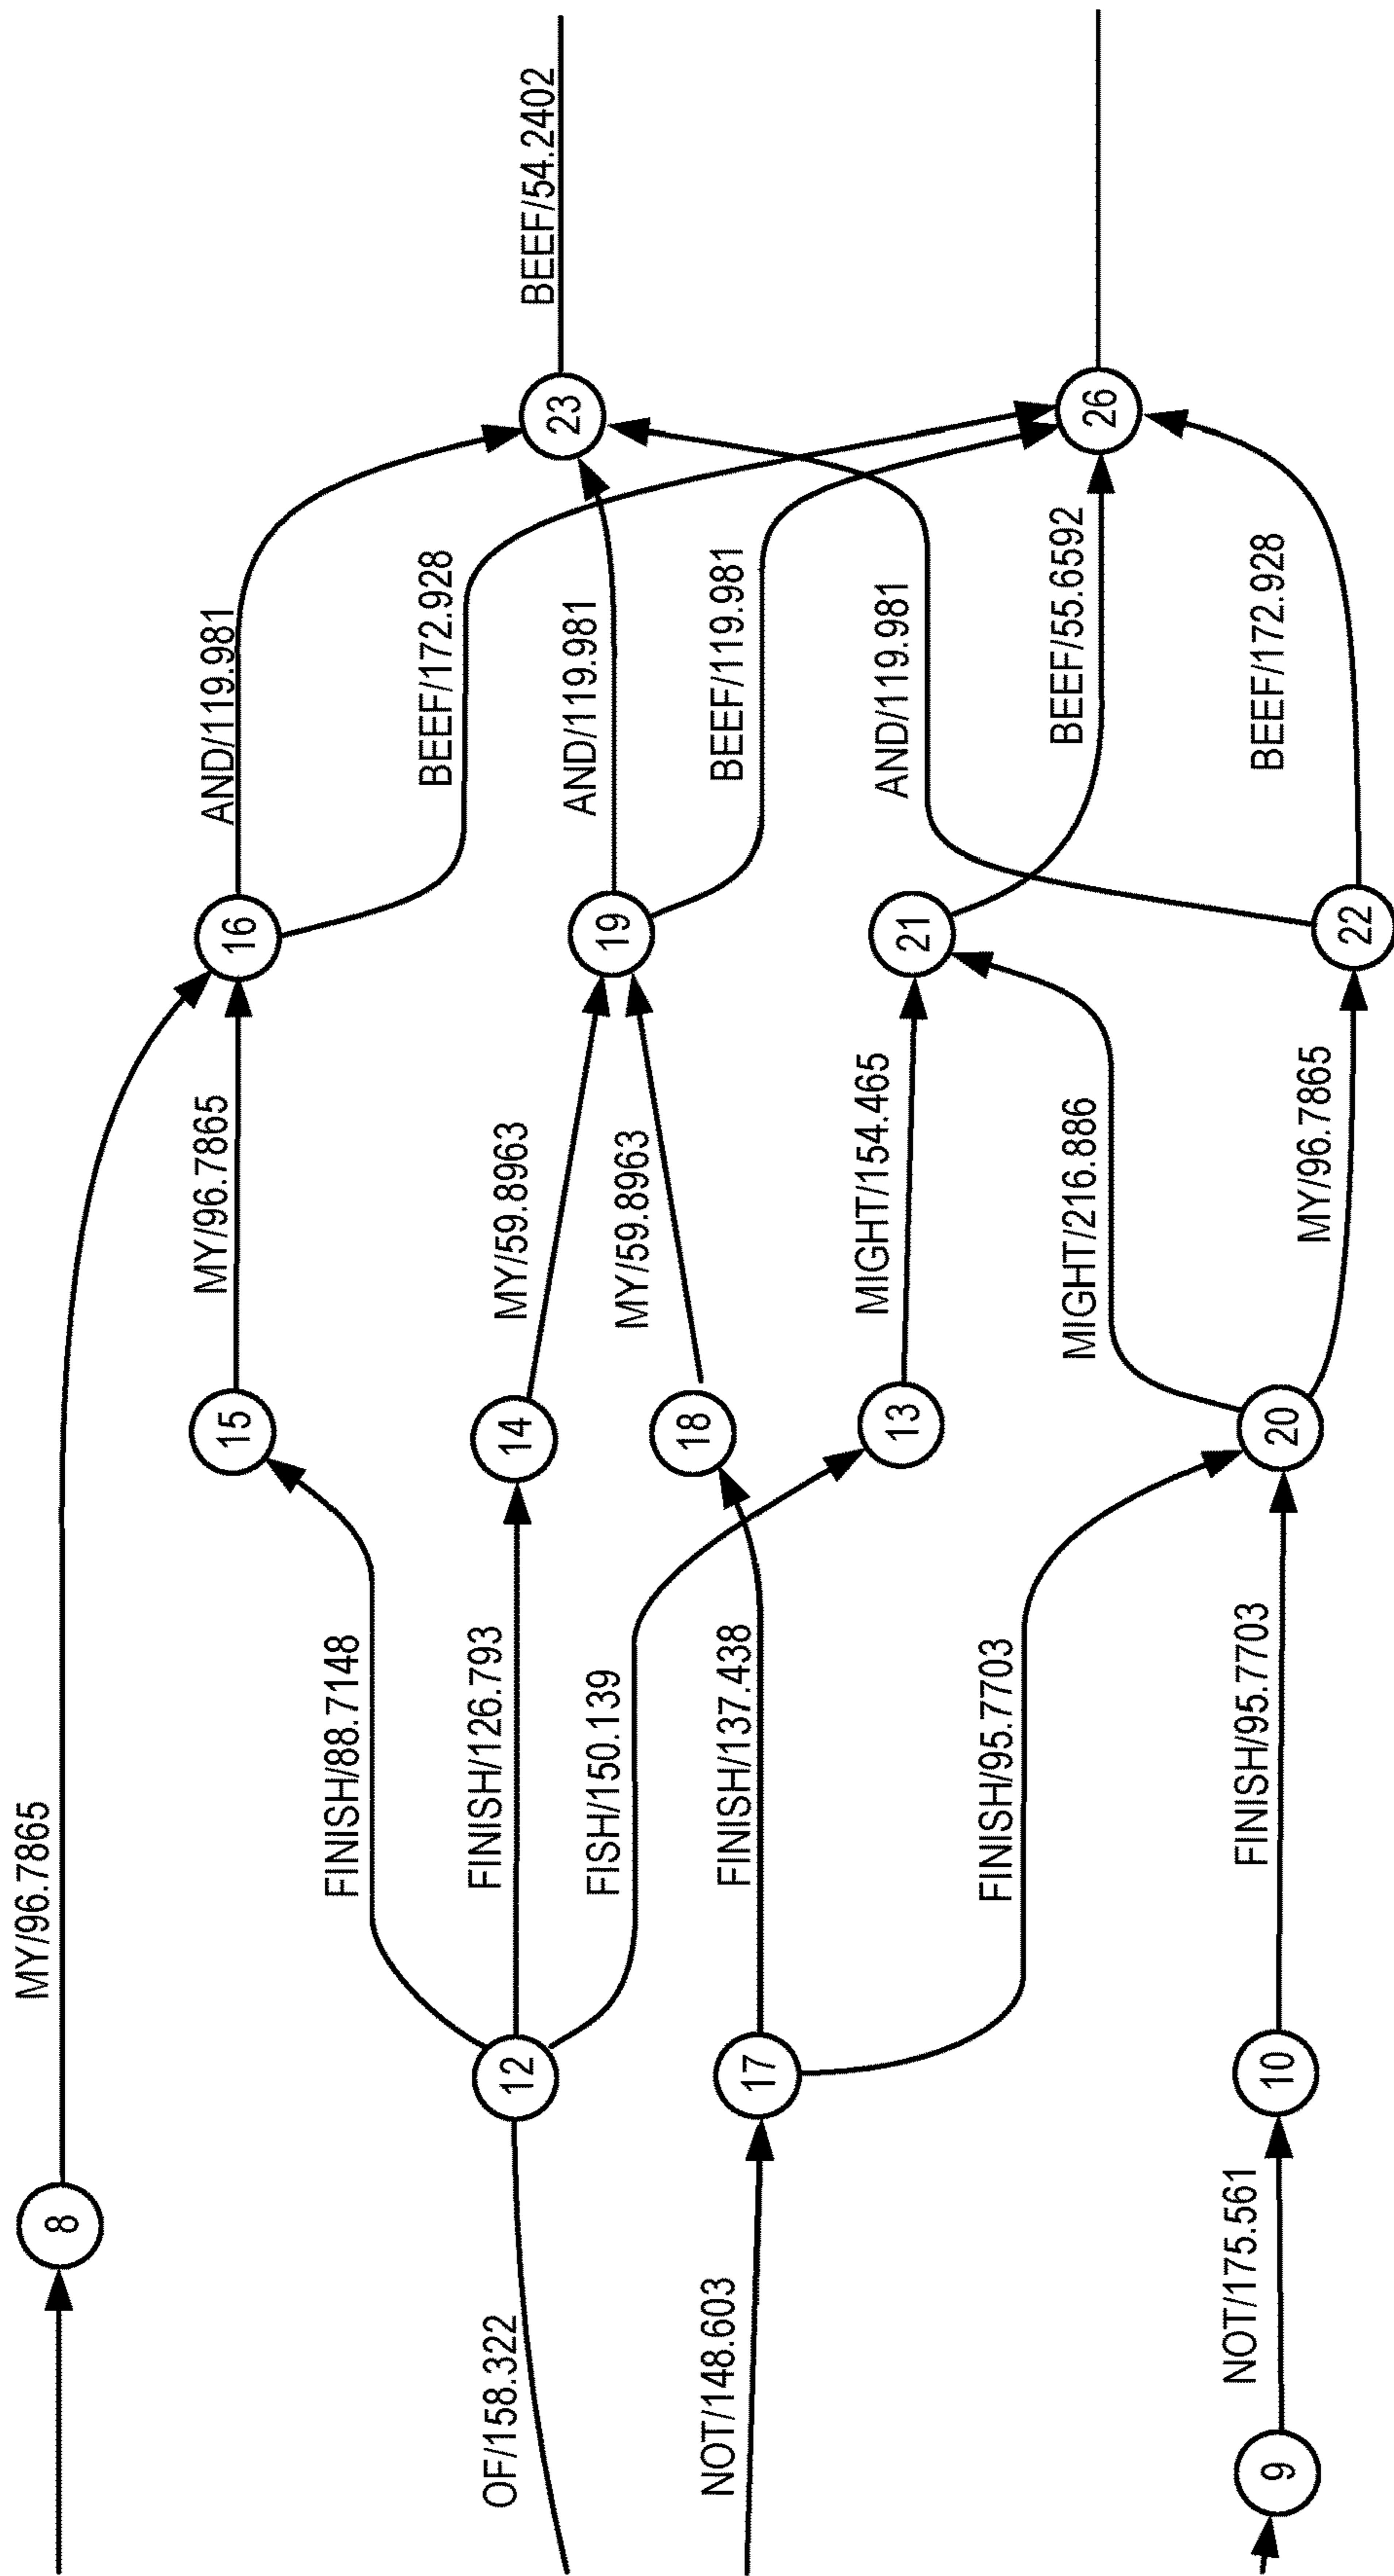 8
MY/96.7865
15
MY/96.7865
16
AND/119.981
BEEF/172.928
OF/158.322
12
FINISH/88.7148
FINISH/126.793
FISH/150.139
14
MY/59.8963
18
MY/59.8963
19
AND/119.981
BEEF/119.981
23
BEEF/54.2402
NOT/148.603
17
FINISH/137.438
FINISH/95.7703
13
MIGHT/154.465
21
AND/119.981
BEEF/55.6592
26
9
NOT/175.561
10
FINISH/95.7703
20
MIGHT/216.886
MY/96.7865
22
BEEF/172.928